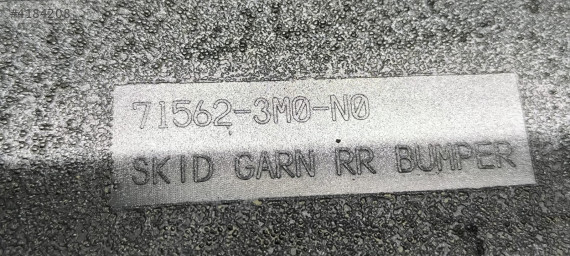 #4184208
71562-3M0-N0
SKID GARN RR BUMPER